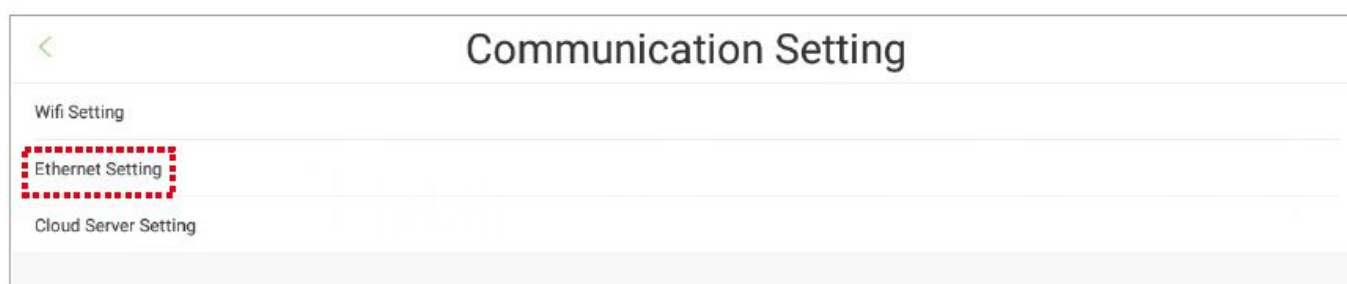 Communication Setting
Wifi Setting
Ethernet Setting
Cloud Server Setting